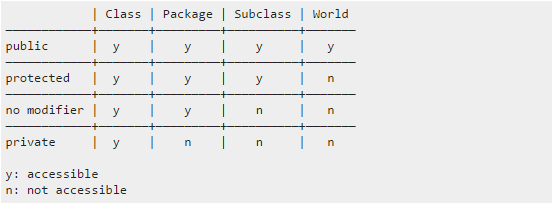 | Class | Package | Subclass | World
————————————+———————+—————————+——————————+———————
public      |   y   |    y    |    y     |   y
————————————+———————+—————————+——————————+———————
protected   |   y   |    y    |    y     |   n
————————————+———————+—————————+——————————+———————
no modifier |   y   |    y    |    n     |   n
————————————+———————+—————————+——————————+———————
private     |   y   |    n    |    n     |   n

y: accessible
n: not accessible